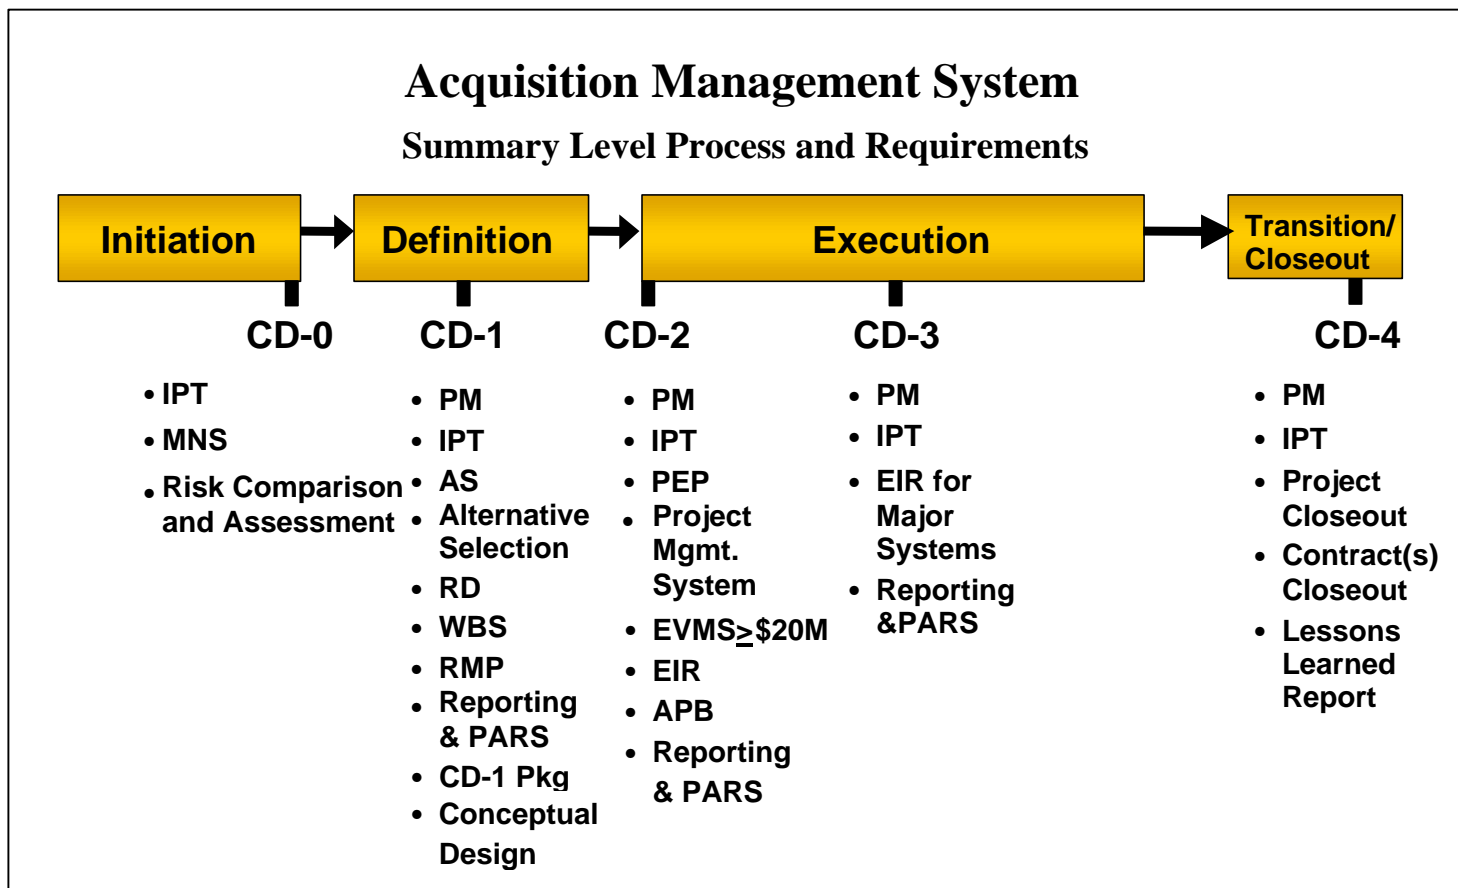 Acquisition Management System
Summary Level Process and Requirements
Initiation
Definition
Execution
Transition/
Closeout
CD-0
CD-1
CD-2
CD-3
CD-4
• IPT
• MNS
• Risk Comparison
and Assessment
• PM
• IPT
• AS
• Alternative
Selection
• RD
• WBS
• RMP
• Reporting
& PARS
• CD-1 Pkg
• Conceptual
Design
• PM
• IPT
• PEP
• Project
Mgmt.
System
• EVMS≥$20M
• EIR
• APB
• Reporting
& PARS
• PM
• IPT
• EIR for
Major
Systems
• Reporting
&PARS
• PM
• IPT
• Project
Closeout
• Contract(s)
Closeout
• Lessons
Learned
Report